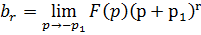 b_r = lim_{p→-p_1} F(p)(p + p_1)^r